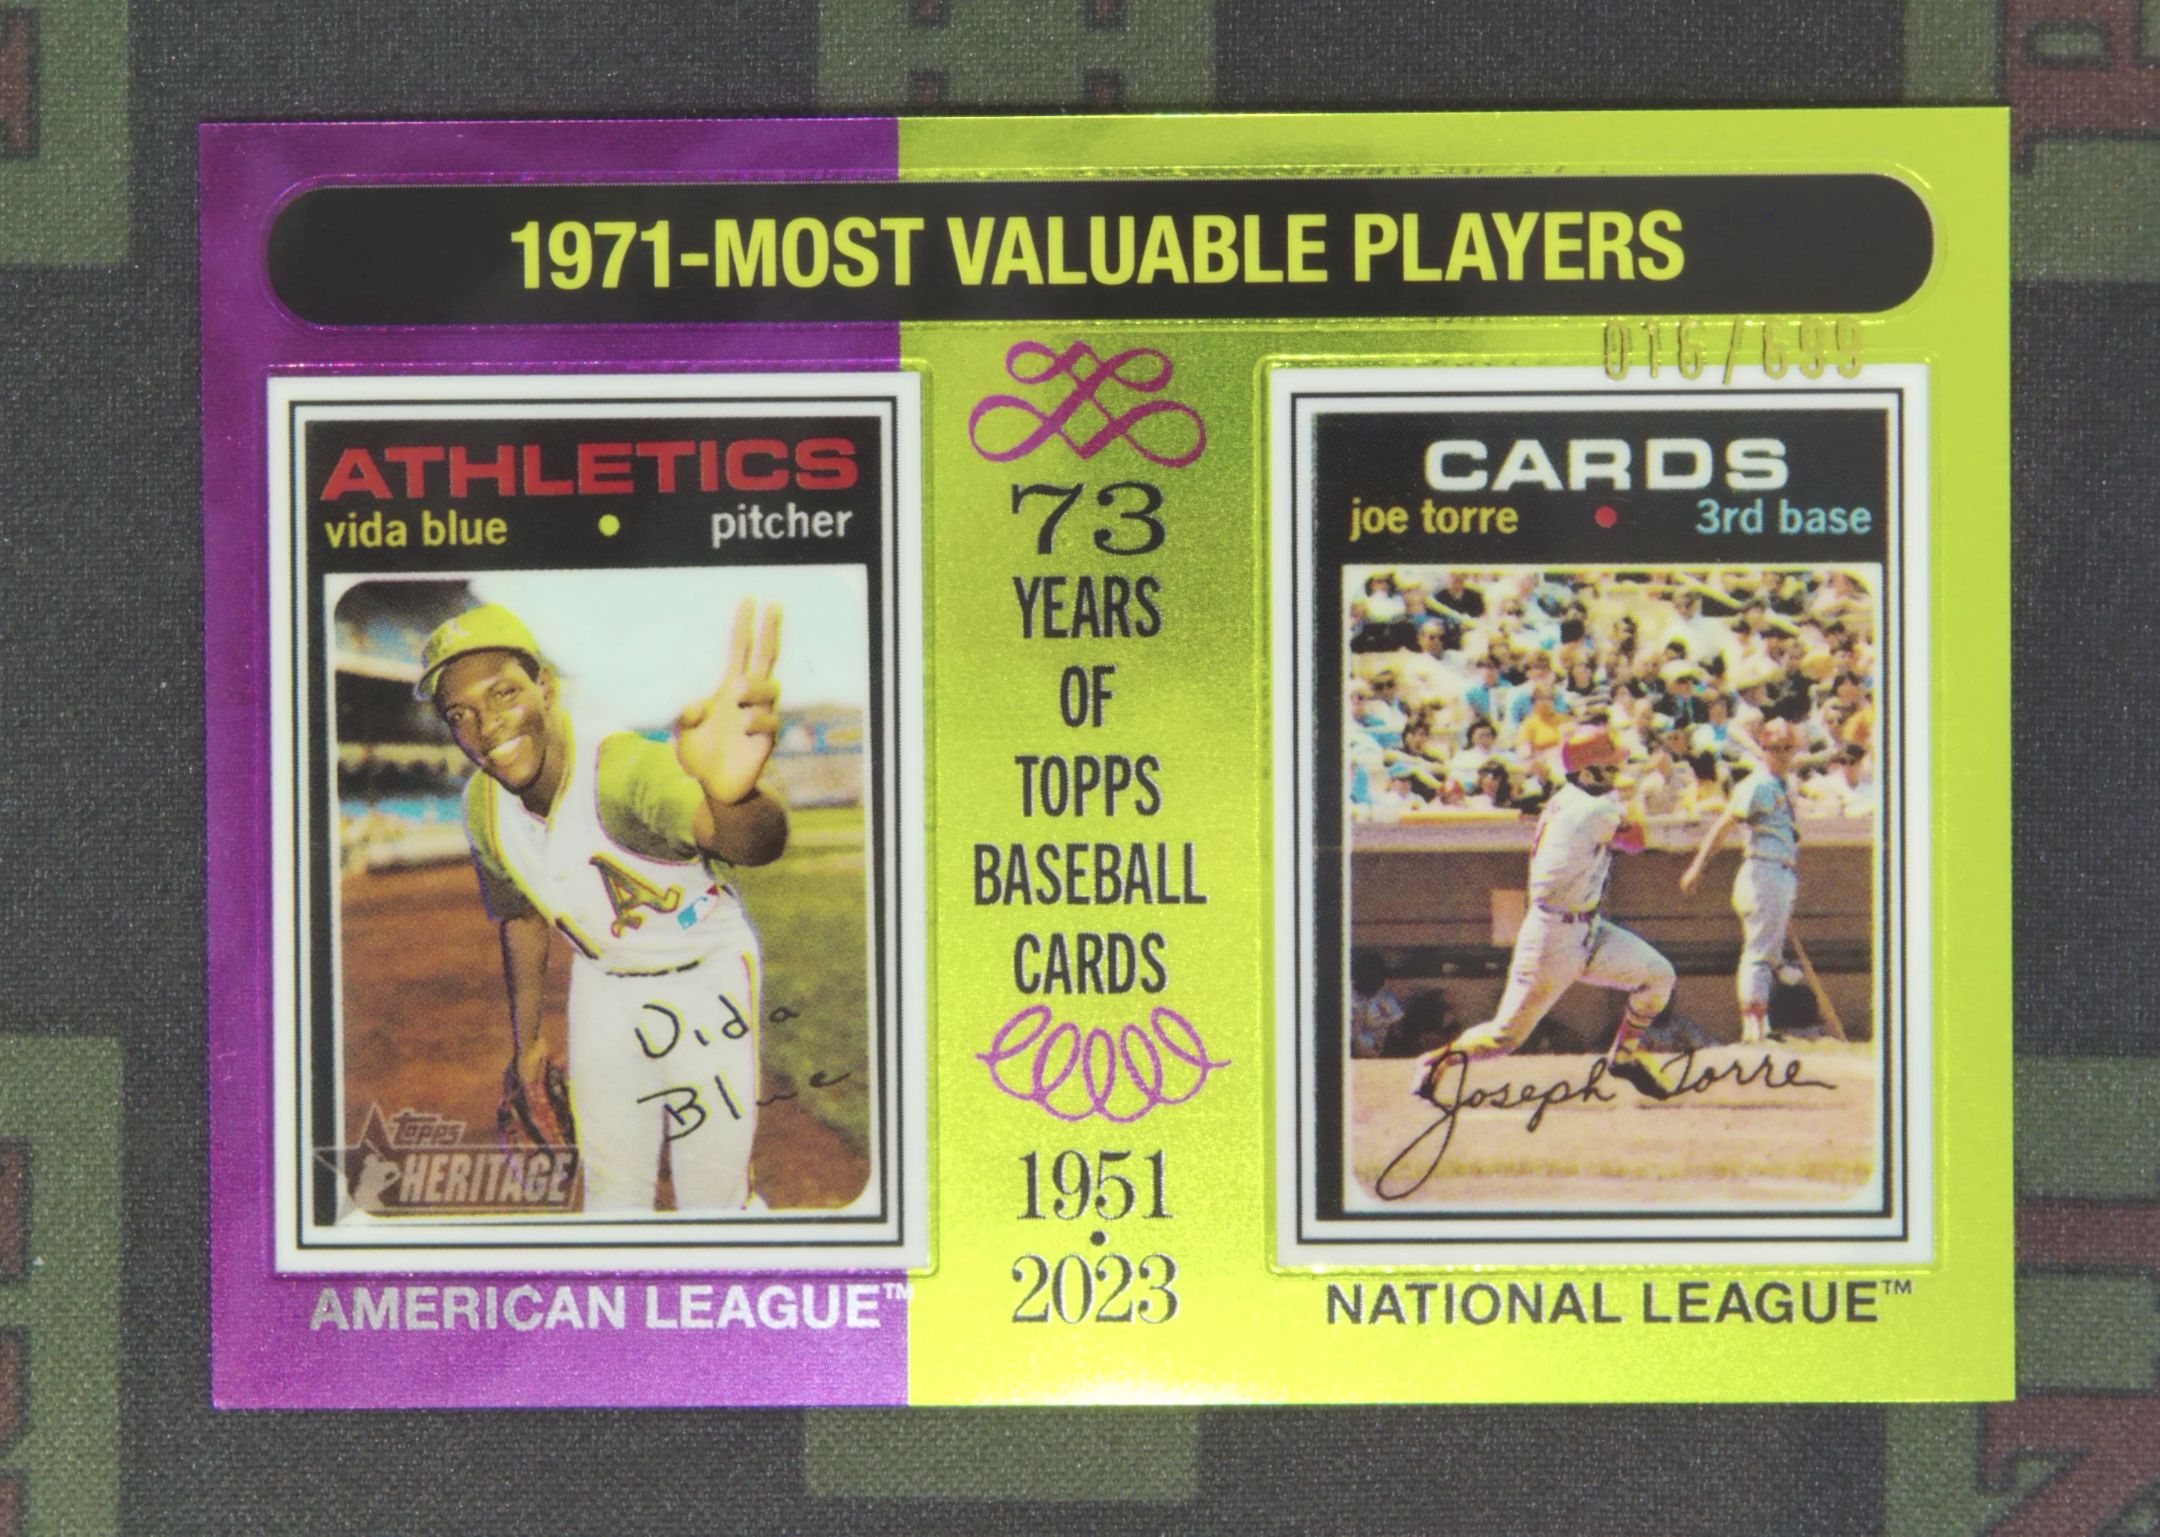 1971-MOST VALUABLE PLAYERS
016/699
ATHLETICS
vida blue • pitcher
A
A
Vida
Blue
topps
HERITAGE
AMERICAN LEAGUE™
73
YEARS
OF
TOPPS
BASEBALL
CARDS
1951
•
2023
CARDS
joe torre • 3rd base
Joseph Torre
NATIONAL LEAGUE™